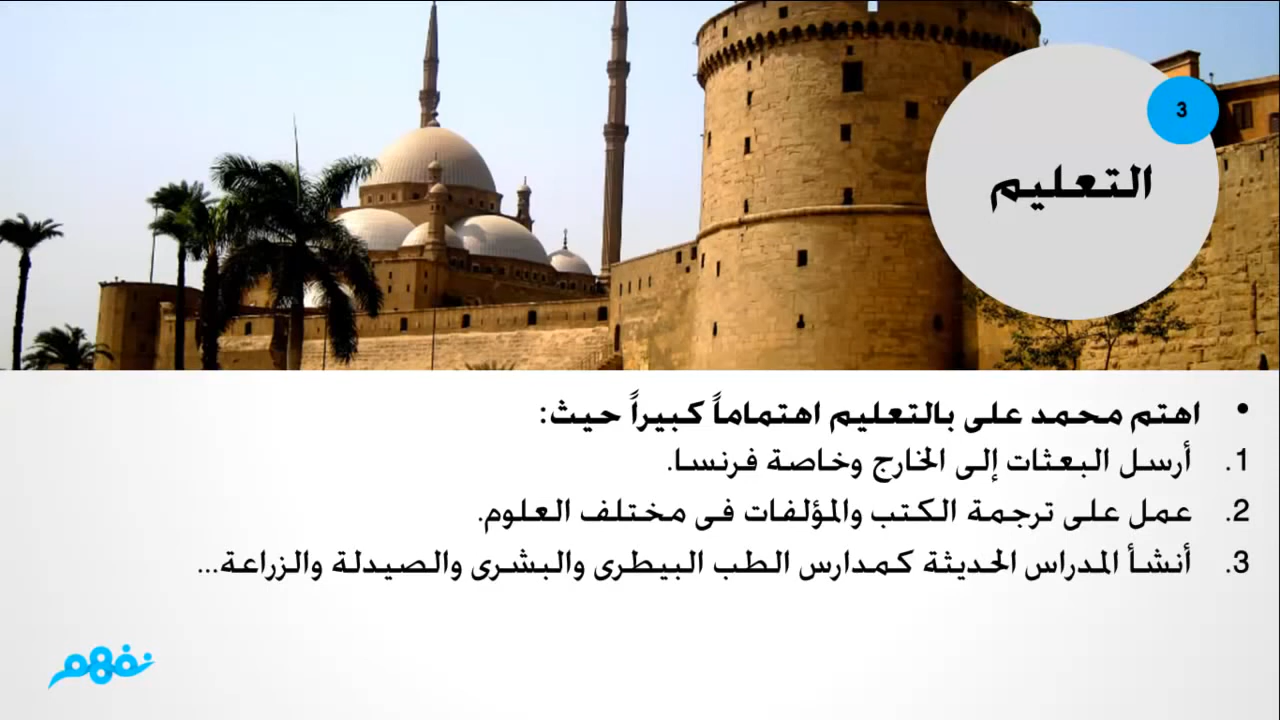 3
التعليم
• اهتم محمد على بالتعليم اهتماماً كبيراً حيث:
1. أرسل البعثات إلى الخارج وخاصة فرنسا.
2. عمل على ترجمة الكتب والمؤلفات فى مختلف العلوم.
3. أنشأ المدراس الحديثة كمدارس الطب البيطرى والبشرى والصيدلة والزراعة...
نفهم